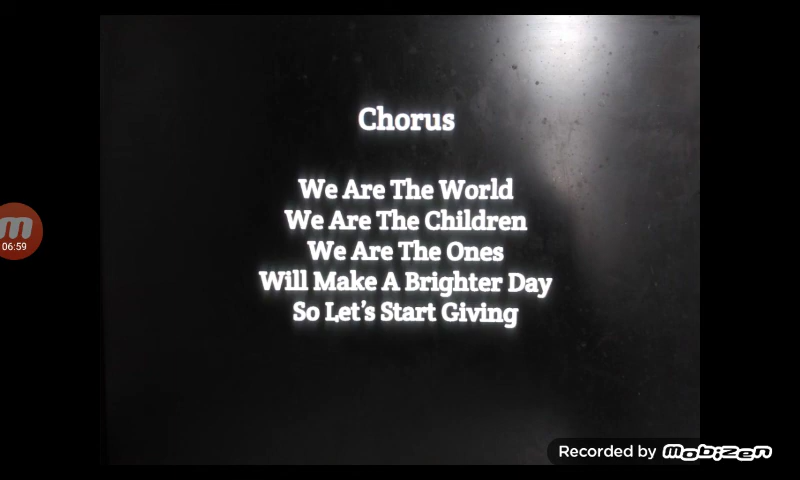 Chorus
We Are The World
We Are The Children
We Are The Ones
Will Make A Brighter Day
So Let's Start Giving
m
06:59
Recorded by mobizen